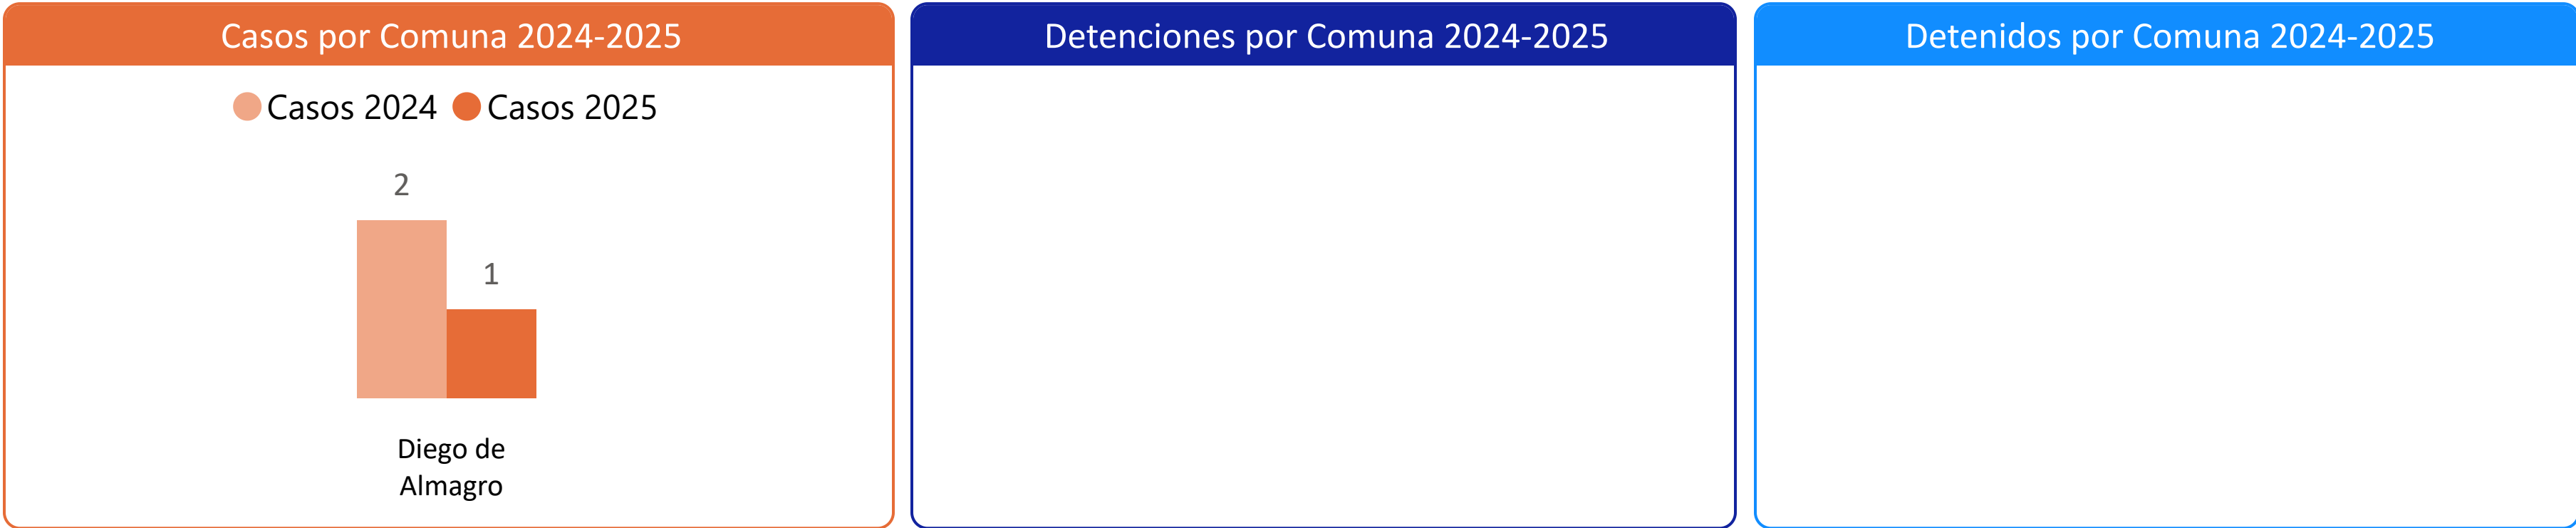 Casos por Comuna 2024-2025
Casos 2024 Casos 2025
2
1
Diego de
Almagro
Detenciones por Comuna 2024-2025
Detenidos por Comuna 2024-2025